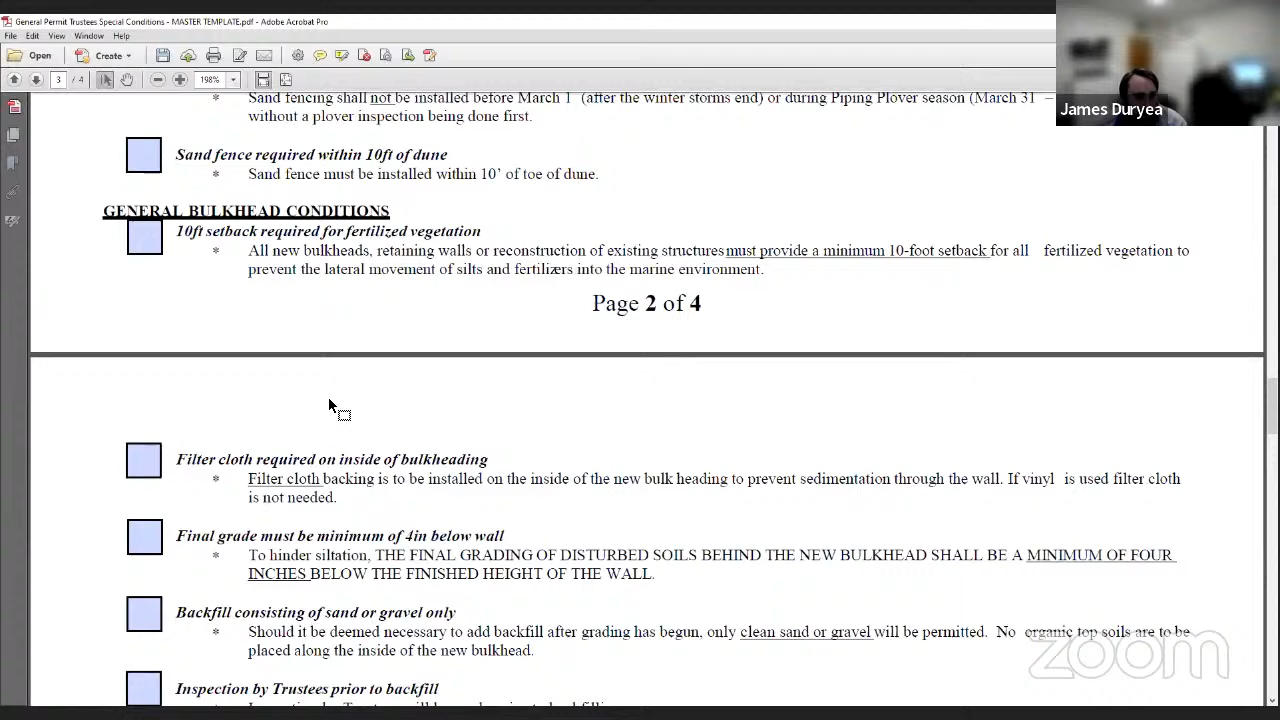 General Permit Trustees Special Conditions - MASTER TEMPLATE.pdf - Adobe Acrobat Pro
File Edit View Window Help
Open Create
3 / 4 198%
James Duryea
* Sand fencing shall not be installed before March 1 (after the winter storms end) or during Piping Plover season (March 31 –
without a plover inspection being done first.
Sand fence required within 10ft of dune
* Sand fence must be installed within 10’ of toe of dune.
GENERAL BULKHEAD CONDITIONS
10ft setback required for fertilized vegetation
* All new bulkheads, retaining walls or reconstruction of existing structures must provide a minimum 10-foot setback for all fertilized vegetation to
prevent the lateral movement of silts and fertilizers into the marine environment.
Page 2 of 4
Filter cloth required on inside of bulkheading
* Filter cloth backing is to be installed on the inside of the new bulk heading to prevent sedimentation through the wall. If vinyl is used filter cloth
is not needed.
Final grade must be minimum of 4in below wall
* To hinder siltation, THE FINAL GRADING OF DISTURBED SOILS BEHIND THE NEW BULKHEAD SHALL BE A MINIMUM OF FOUR
INCHES BELOW THE FINISHED HEIGHT OF THE WALL.
Backfill consisting of sand or gravel only
* Should it be deemed necessary to add backfill after grading has begun, only clean sand or gravel will be permitted. No organic top soils are to be
placed along the inside of the new bulkhead.
zoom
Inspection by Trustees prior to backfill